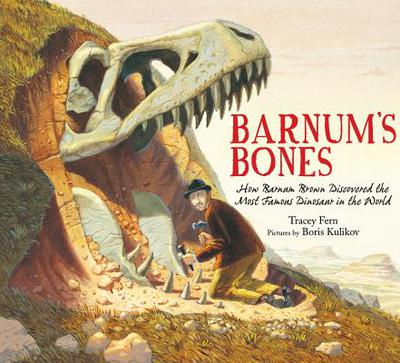 BARNUM'S
BONES
How Barnum Brown Discovered the
Most Famous Dinosaur in the World
Tracey Fern
Pictures by Boris Kulikov